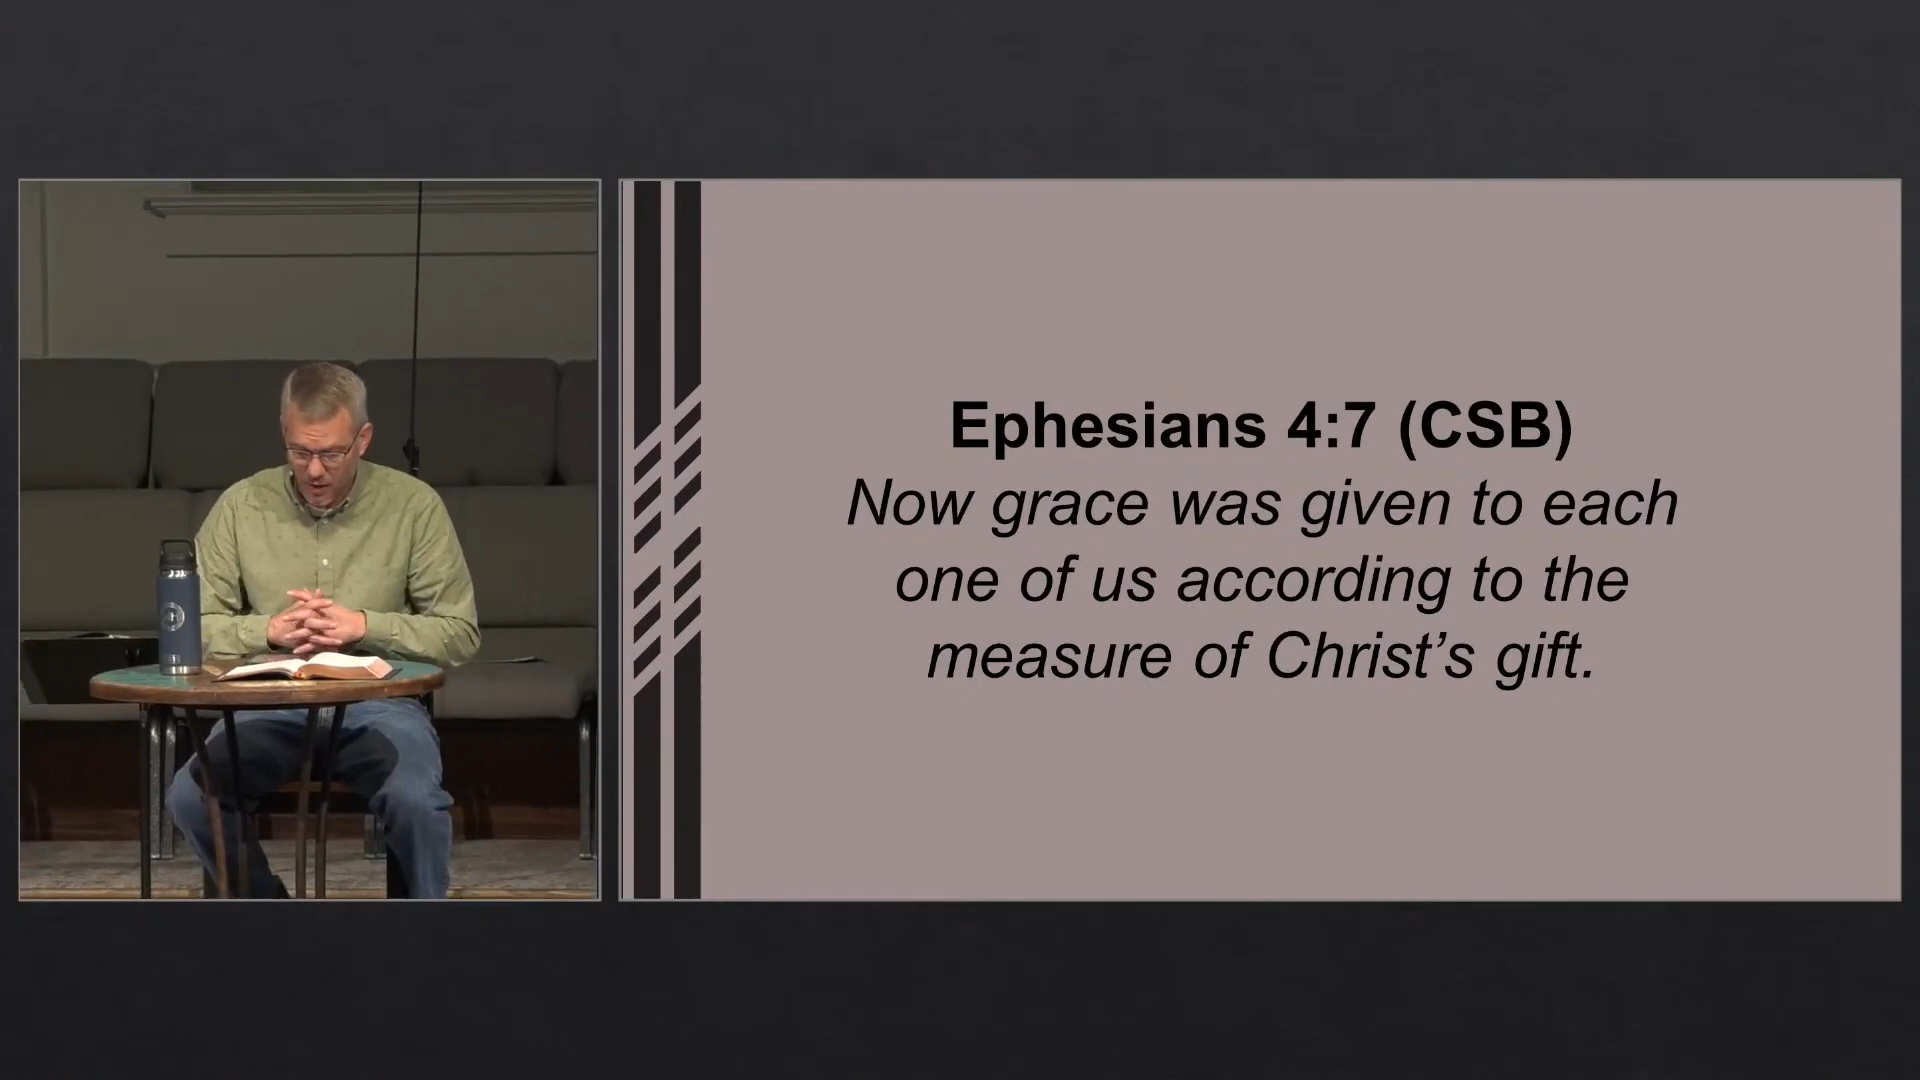 Ephesians 4:7 (CSB)
Now grace was given to each
one of us according to the
measure of Christ’s gift.